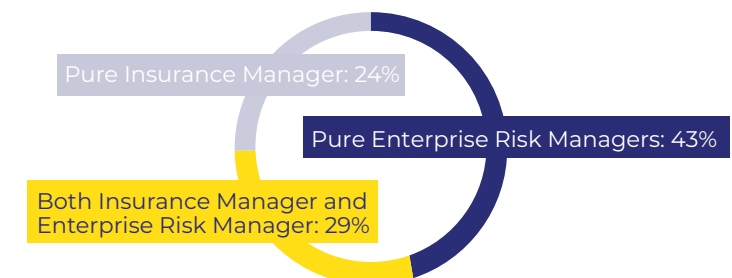 Pure Insurance Manager: 24%
Pure Enterprise Risk Managers: 43%
Both Insurance Manager and
Enterprise Risk Manager: 29%